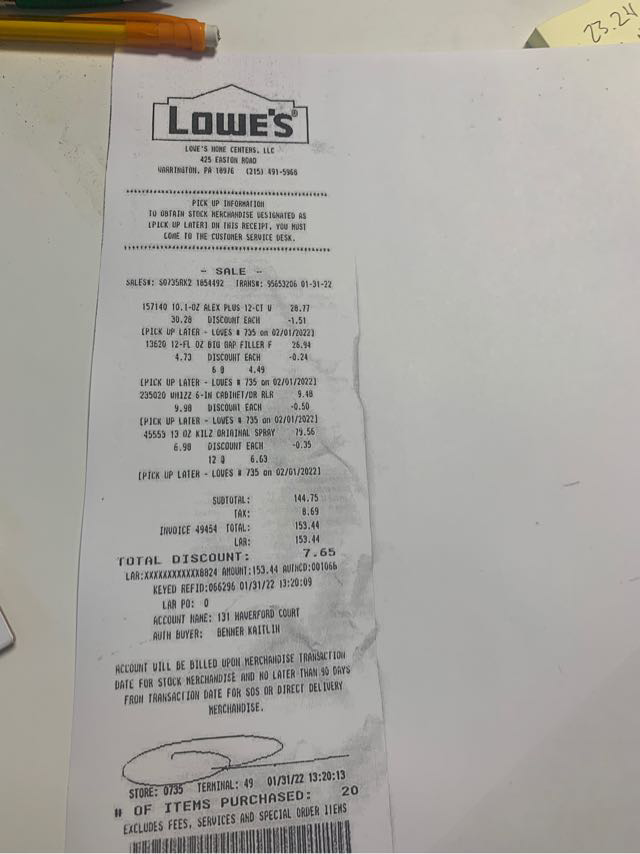 23.24
LOWE'S®
LOWE'S HOME CENTERS, LLC
425 EASTON ROAD
WARRINGTON, PA 18976 (215) 491-5968
PICK UP INFORMATION
TO OBTAIN STOCK MERCHANDISE DESIGNATED AS
[PICK UP LATER] ON THIS RECEIPT, YOU MUST
COME TO THE CUSTOMER SERVICE DESK.
- SALE -
SALES#: S0735RX2 1854492 TRANS#: 95653206 01-31-22
157140 10.1-OZ ALEX PLUS 12-CT W 28.77
30.28 DISCOUNT EACH -1.51
[PICK UP LATER - LOWES # 735 on 02/01/2022]
13620 12-FL OZ BIG GAP FILLER F 26.94
4.73 DISCOUNT EACH -0.24
6 @ 4.49
[PICK UP LATER - LOWES # 735 on 02/01/2022]
235020 WHIZZ 6-IN CABINET/DR RLR 9.48
9.98 DISCOUNT EACH -0.50
[PICK UP LATER - LOWES # 735 on 02/01/2022]
45555 13 OZ KILZ ORIGINAL SPRAY 79.56
6.98 DISCOUNT EACH -0.35
12 @ 6.63
[PICK UP LATER - LOWES # 735 on 02/01/2022]
SUBTOTAL: 144.75
TAX: 8.69
INVOICE 49454 TOTAL: 153.44
LAR: 153.44
TOTAL DISCOUNT: 7.65
LAR:XXXXXXXXXXXX8824 AMOUNT:153.44 AUTHCD:001066
KEYED REFID:066296 01/31/22 13:20:09
LAR PO: 0
ACCOUNT NAME: 131 HAVERFORD COURT
AUTH BUYER: BENNER KAITLIN
ACCOUNT WILL BE BILLED UPON MERCHANDISE TRANSACTION
DATE FOR STOCK MERCHANDISE AND NO LATER THAN 90 DAYS
FROM TRANSACTION DATE FOR SOS OR DIRECT DELIVERY
MERCHANDISE.
STORE: 0735 TERMINAL: 49 01/31/22 13:20:13
# OF ITEMS PURCHASED: 20
EXCLUDES FEES, SERVICES AND SPECIAL ORDER ITEMS